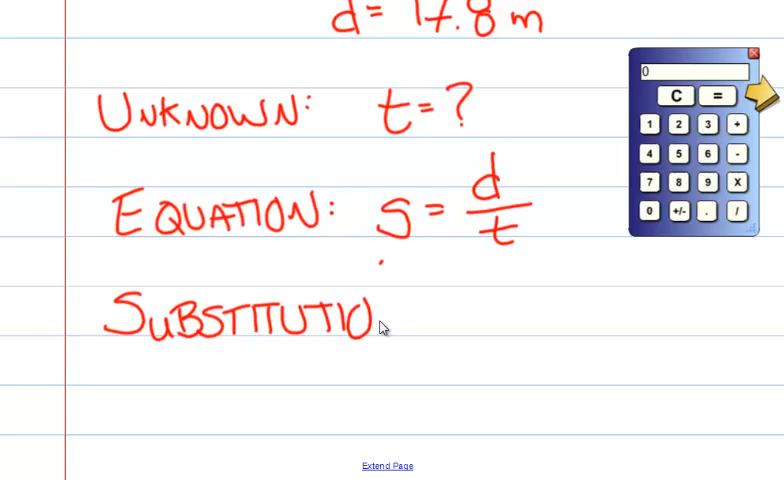 d = 17.8 m
UNKNOWN: t = ?
EQUATION: S = d/t
SUBSTITUTIO
0
C =
1 2 3 +
4 5 6 -
7 8 9 X
0 +/- . /
Extend Page